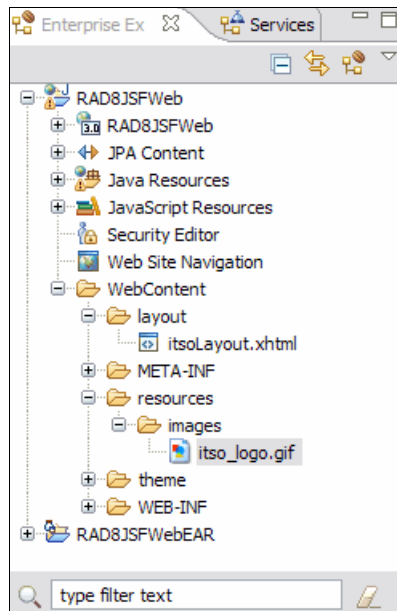 Enterprise Ex Services
RAD8JSFWeb
3.0 RAD8JSFWeb
JPA Content
Java Resources
JavaScript Resources
Security Editor
Web Site Navigation
WebContent
layout
itsoLayout.xhtml
META-INF
resources
images
itso_logo.gif
theme
WEB-INF
RAD8JSFWebEAR
type filter text